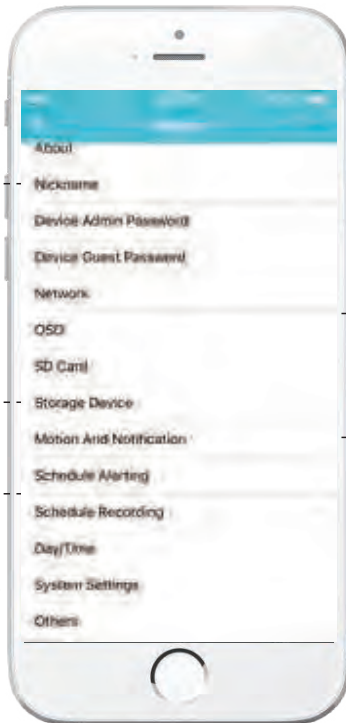 About
Nickname
Device Admin Password
Device Guest Password
Network
OSD
SD Card
Storage Device
Motion And Notification
Schedule Alerting
Schedule Recording
Day/Time
System Settings
Others